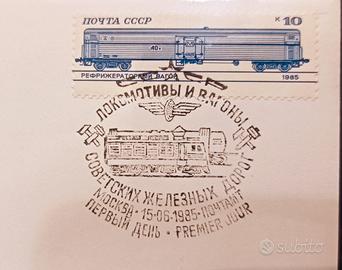 ПОЧТА СССР К 10
РЕФРИЖЕРАТОРНЫЙ ВАГОН 1985
ЛОКОМОТИВЫ И ВАГОНЫ
СОВЕТСКИХ ЖЕЛЕЗНЫХ ДОРОГ
МОСКВА • 15-06-1985 • ПОЧТАМТ
ПЕРВЫЙ ДЕНЬ • PREMIER JOUR
subito